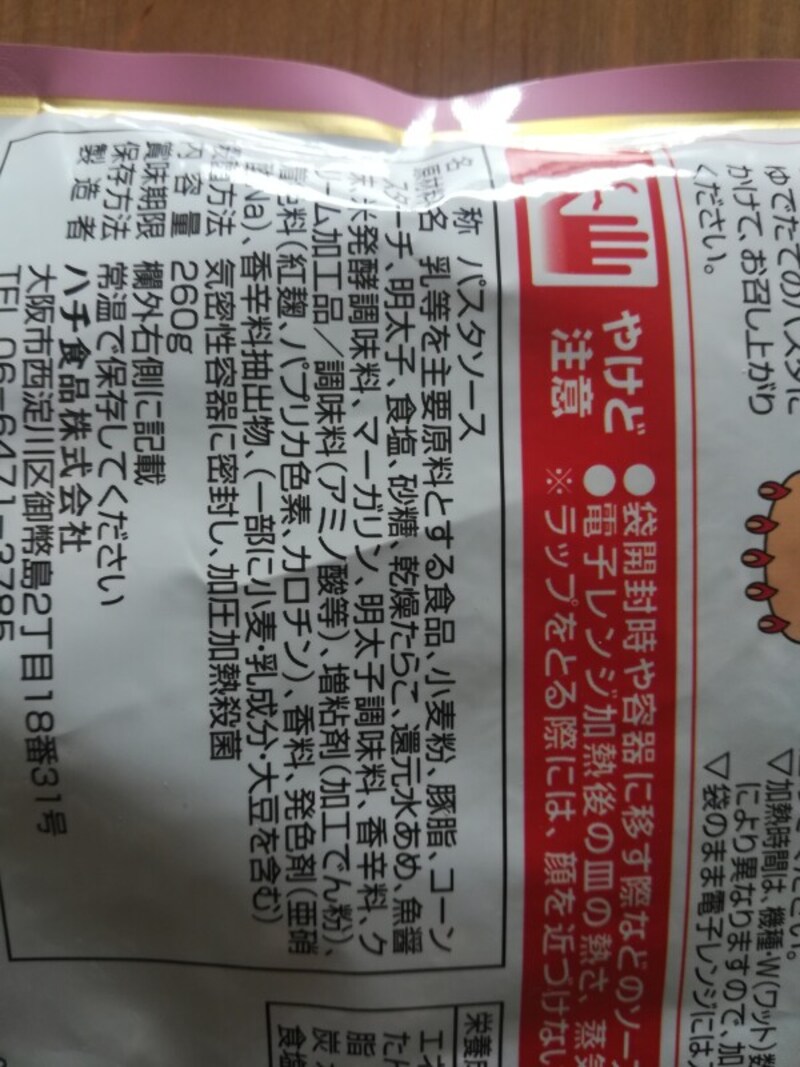 ゆでたてのパスタに
かけて、お召し上がり
ください。
▽加熱時間は、機種・W(ワット)数
により異なりますので、加
▽袋のまま電子レンジには
やけど
注意
●袋開封時や容器に移す際などのソー
●電子レンジ加熱後の皿の熱さ、蒸気
※ラップをとる際には、顔を近づけない
名 称 パスタソース
原材料名 乳等を主要原料とする食品、小麦粉、豚脂、コーン
スターチ、明太子、食塩、砂糖、乾燥たらこ、還元水あめ、魚醤
末、米発酵調味料、マーガリン、明太子調味料、香辛料、ク
リーム加工品/調味料(アミノ酸等)、増粘剤(加工でん粉)、
着色料(紅麹、パプリカ色素、カロチン)、香料、発色剤(亜硝
酸Na)、香辛料抽出物、(一部に小麦・乳成分・大豆を含む)
殺菌方法 気密性容器に密封し、加圧加熱殺菌
内容量 260g
賞味期限 欄外右側に記載
保存方法 常温で保存してください
製造者 ハチ食品株式会社
大阪市西淀川区御幣島2丁目18番31号
TEL 06-6471-3785
栄養成
エネ
たん
脂
炭
食塩